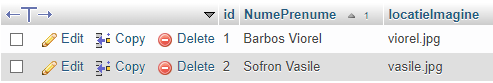 id NumePrenume 1 locatieImagine
Edit Copy Delete 1 Barbos Viorel viorel.jpg
Edit Copy Delete 2 Sofron Vasile vasile.jpg